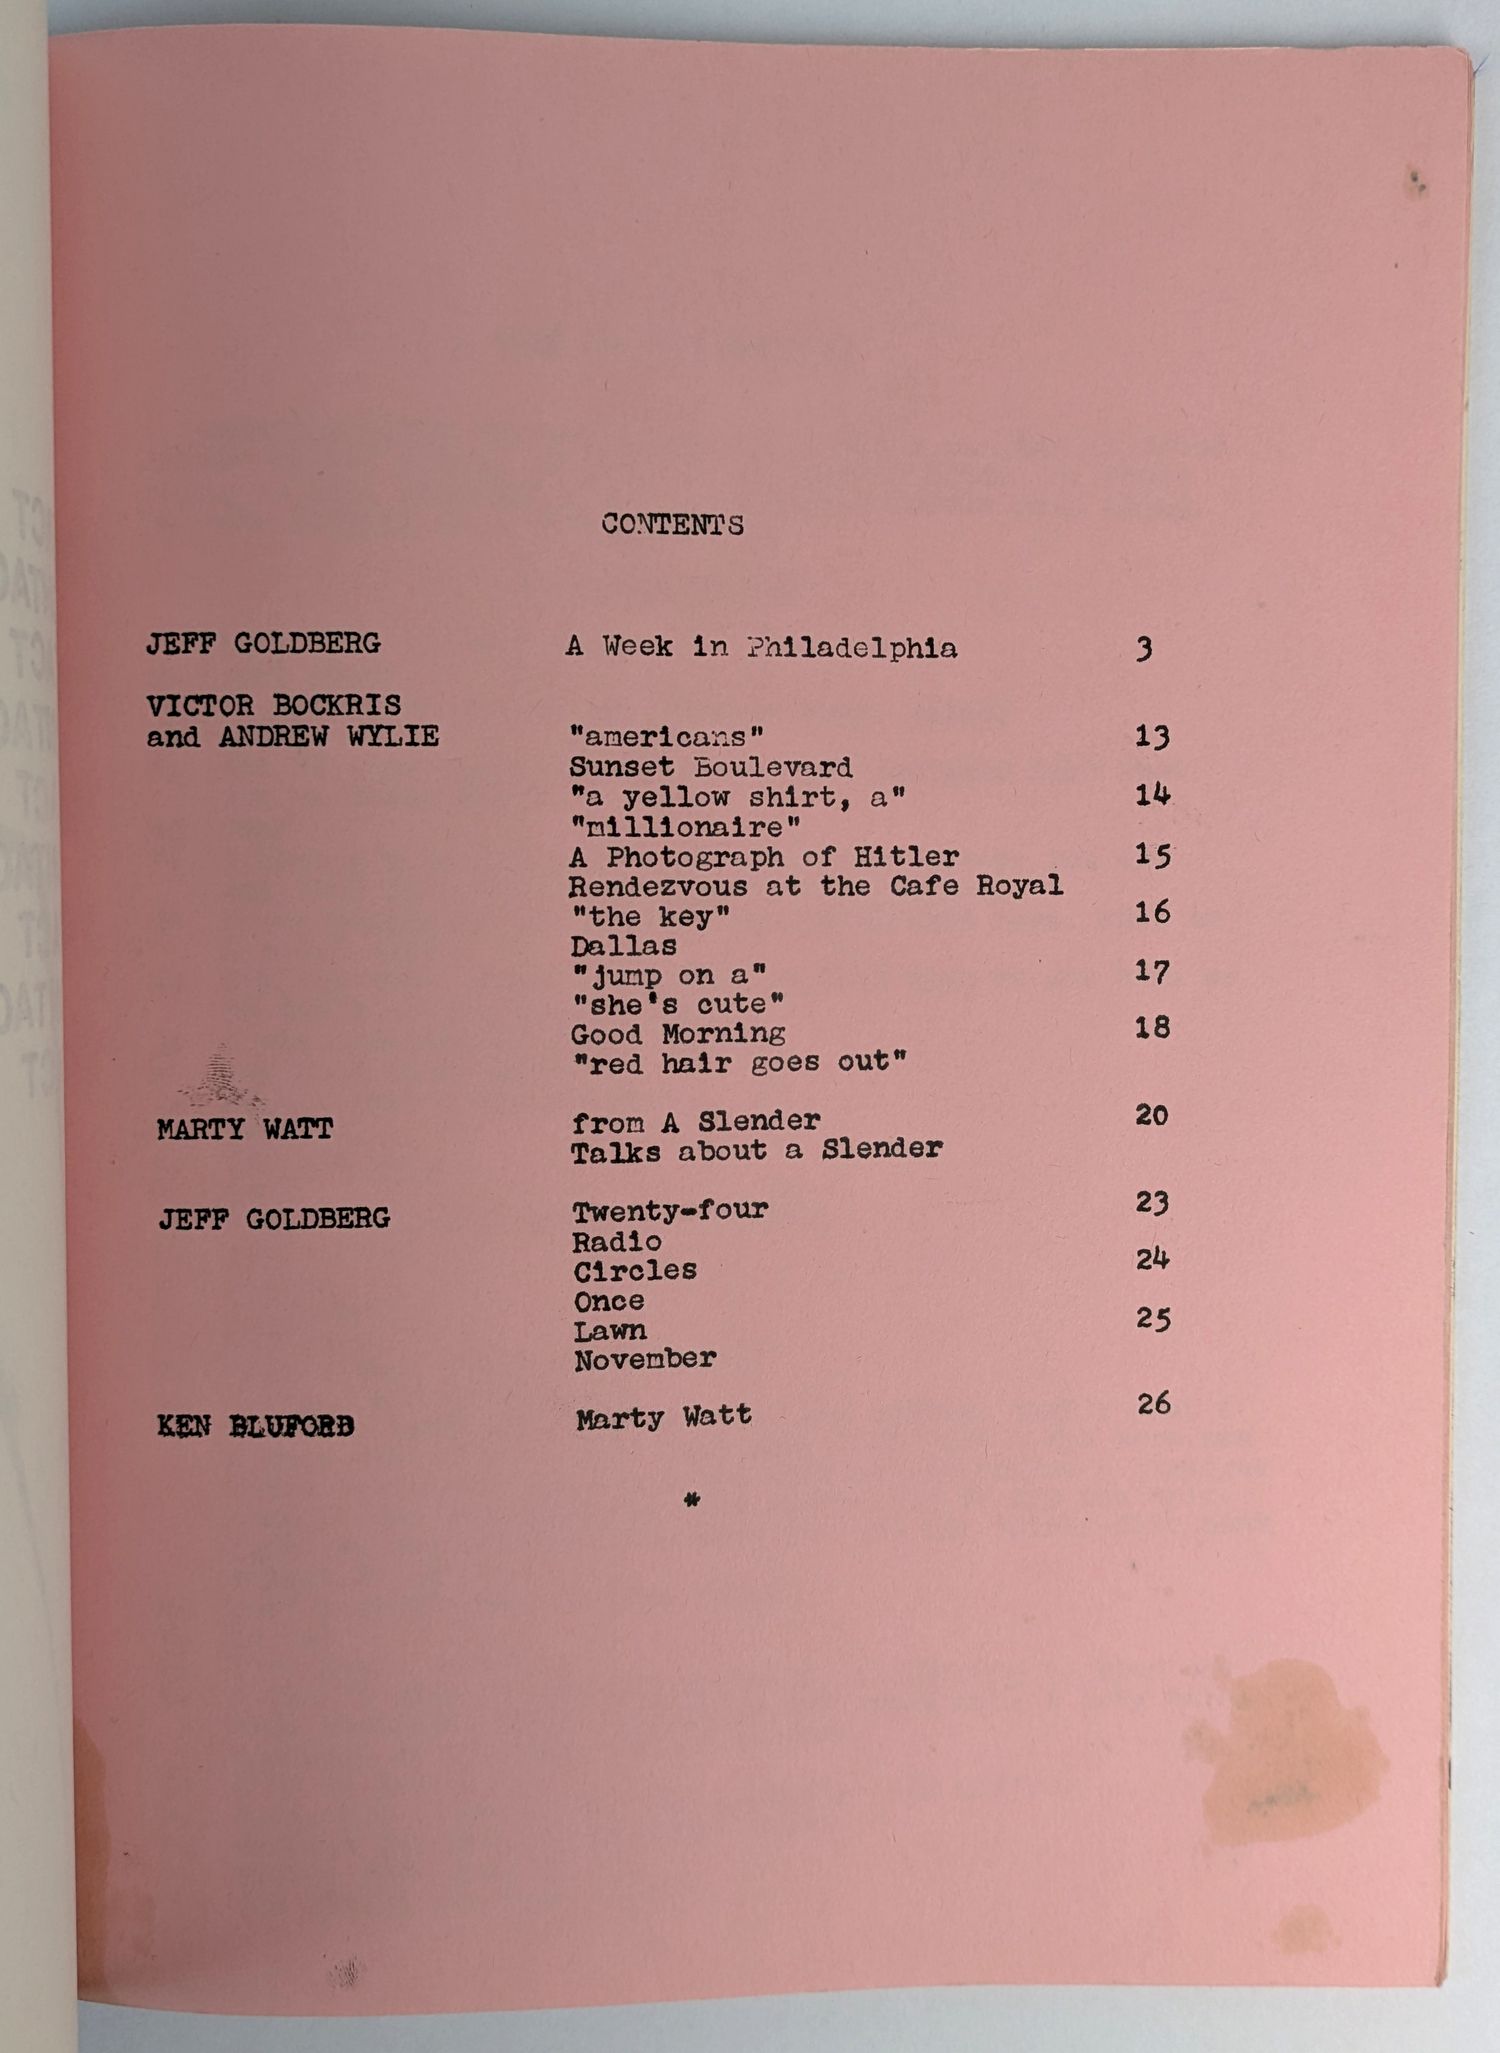 CONTENTS
JEFF GOLDBERG A Week in Philadelphia 3
VICTOR BOCKRIS
and ANDREW WYLIE "americans" 13
Sunset Boulevard
"a yellow shirt, a" 14
"millionaire"
A Photograph of Hitler 15
Rendezvous at the Cafe Royal
"the key" 16
Dallas
"jump on a" 17
"she's cute"
Good Morning 18
"red hair goes out"
MARTY WATT from A Slender 20
Talks about a Slender
JEFF GOLDBERG Twenty-four 23
Radio
Circles 24
Once
Lawn 25
November
KEN BLUFORD Marty Watt 26
*